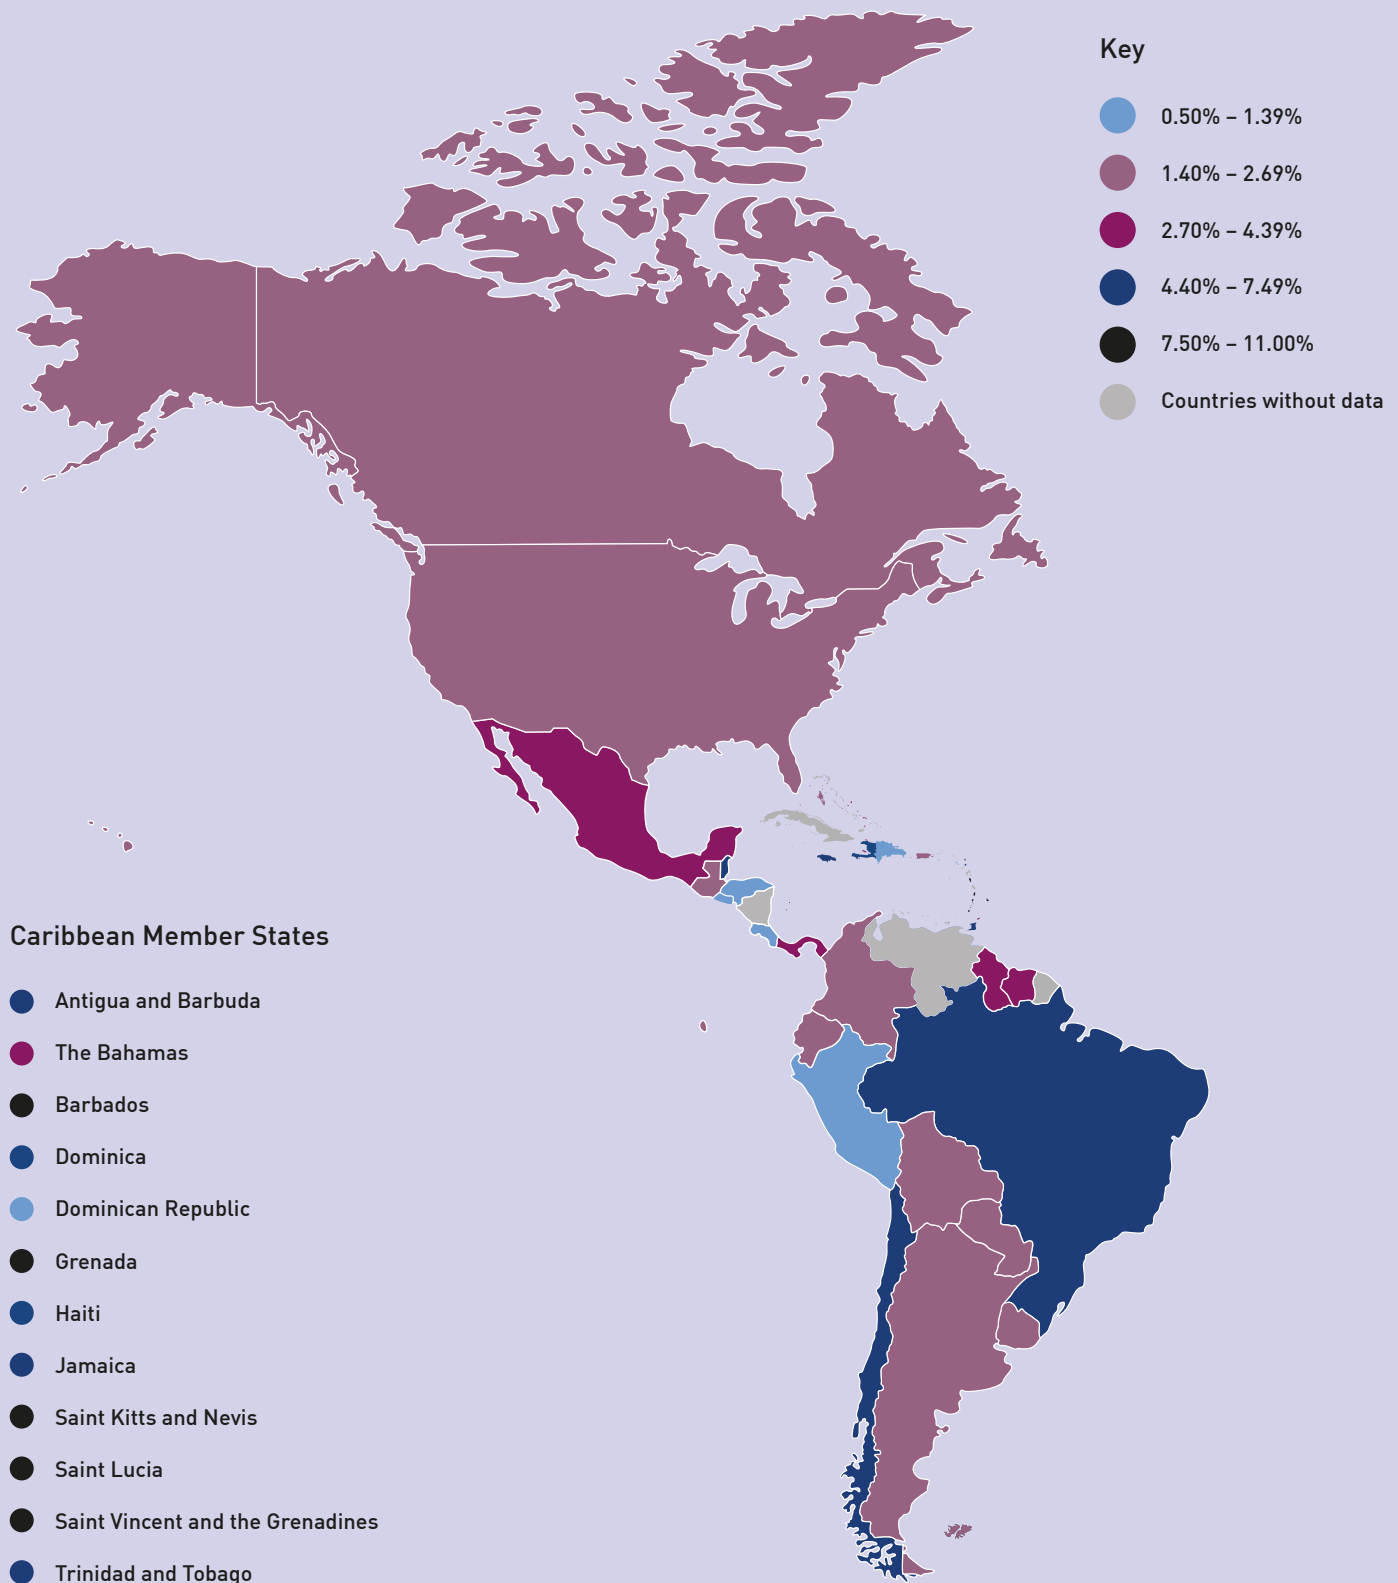 Key
0.50% – 1.39%
1.40% – 2.69%
2.70% – 4.39%
4.40% – 7.49%
7.50% – 11.00%
Countries without data
Caribbean Member States
Antigua and Barbuda
The Bahamas
Barbados
Dominica
Dominican Republic
Grenada
Haiti
Jamaica
Saint Kitts and Nevis
Saint Lucia
Saint Vincent and the Grenadines
Trinidad and Tobago